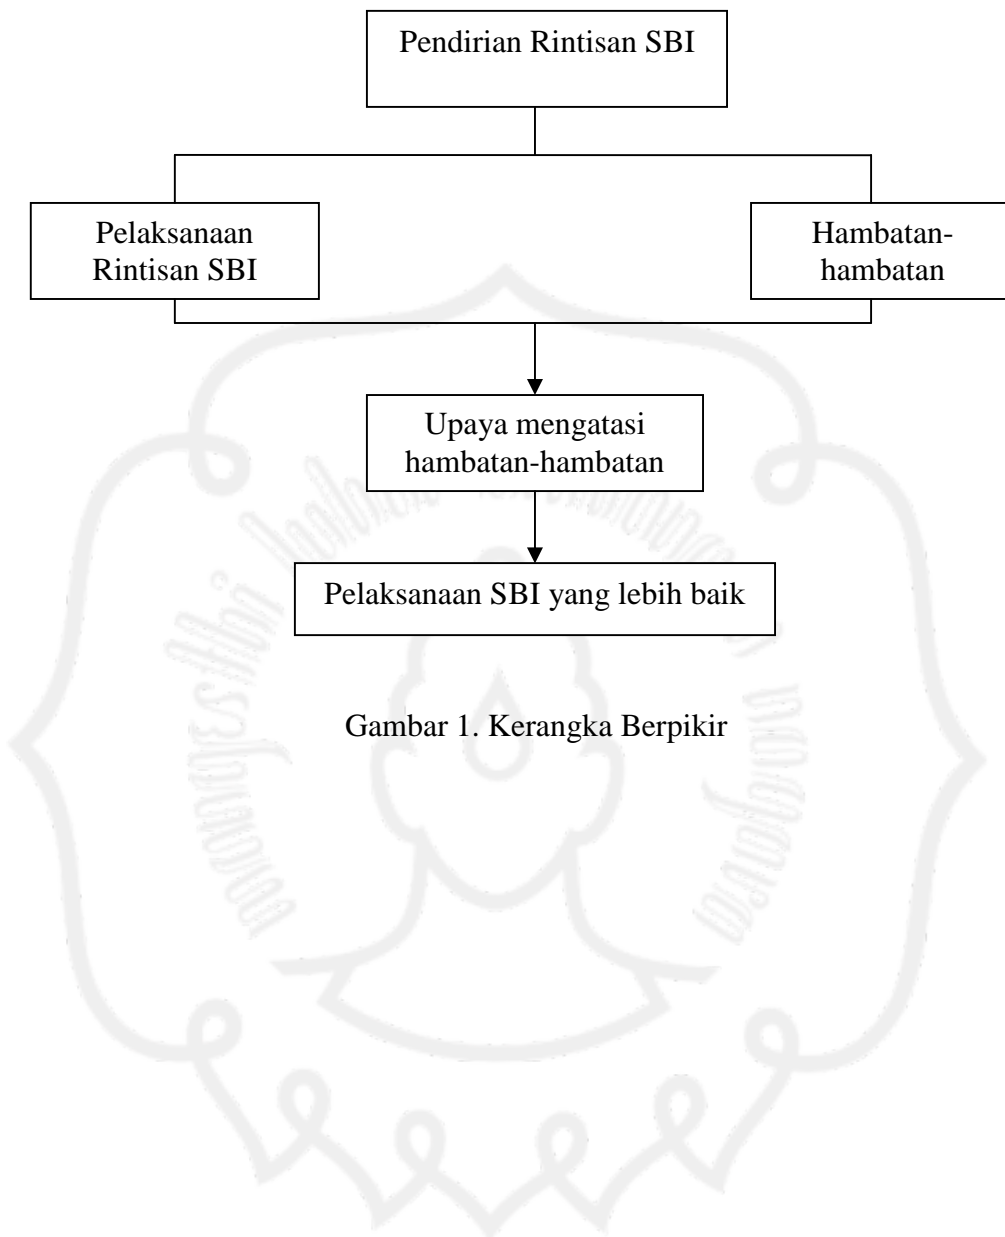 Pendirian Rintisan SBI
Pelaksanaan
Rintisan SBI
Hambatan-
hambatan
Upaya mengatasi
hambatan-hambatan
Pelaksanaan SBI yang lebih baik
Gambar 1. Kerangka Berpikir